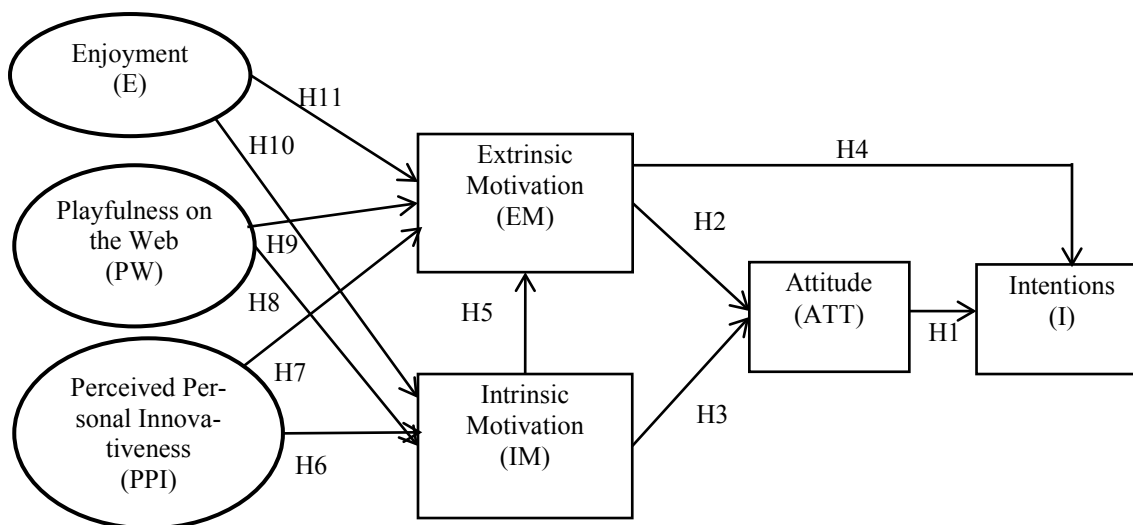 Enjoyment
(E)
H11
H10
Playfulness on
the Web
(PW)
H9
H8
Perceived Per-
sonal Innova-
tiveness
(PPI)
H7
H6
Extrinsic
Motivation
(EM)
H5
Intrinsic
Motivation
(IM)
H4
H2
H3
Attitude
(ATT)
H1
Intentions
(I)